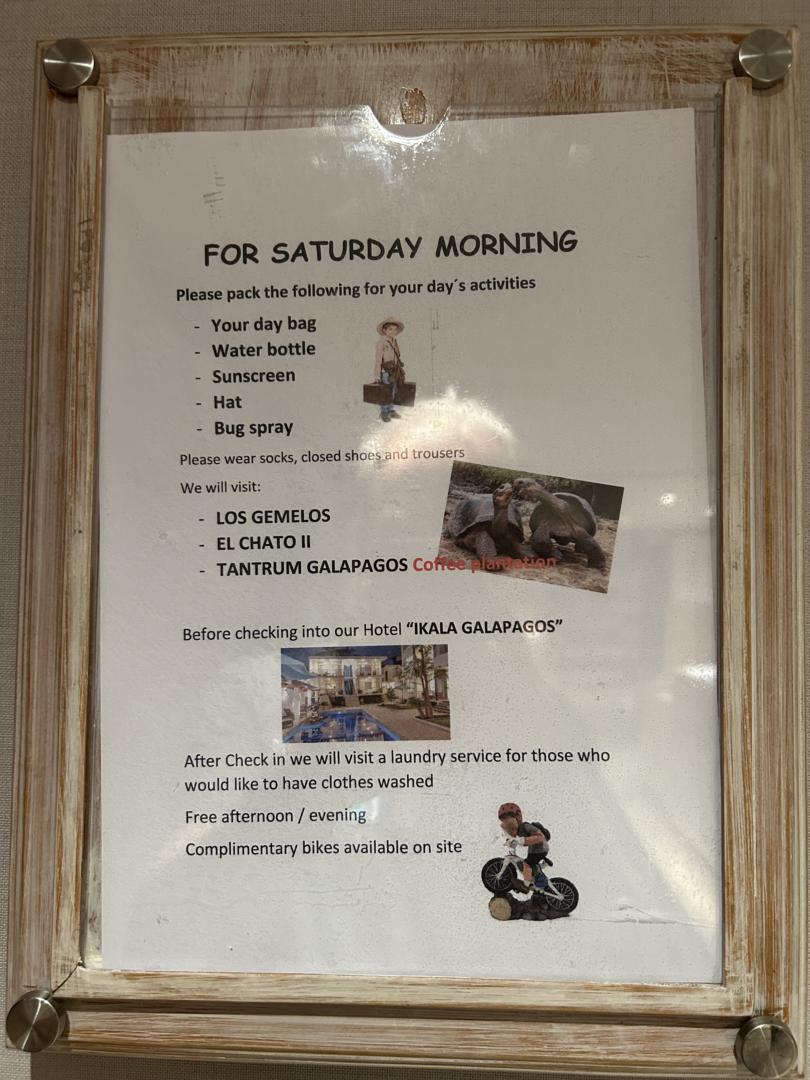 FOR SATURDAY MORNING
Please pack the following for your day´s activities
- Your day bag
- Water bottle
- Sunscreen
- Hat
- Bug spray
Please wear socks, closed shoes and trousers
We will visit:
- LOS GEMELOS
- EL CHATO II
- TANTRUM GALAPAGOS Coffee plantation
Before checking into our Hotel “IKALA GALAPAGOS”
After Check in we will visit a laundry service for those who
would like to have clothes washed
Free afternoon / evening
Complimentary bikes available on site